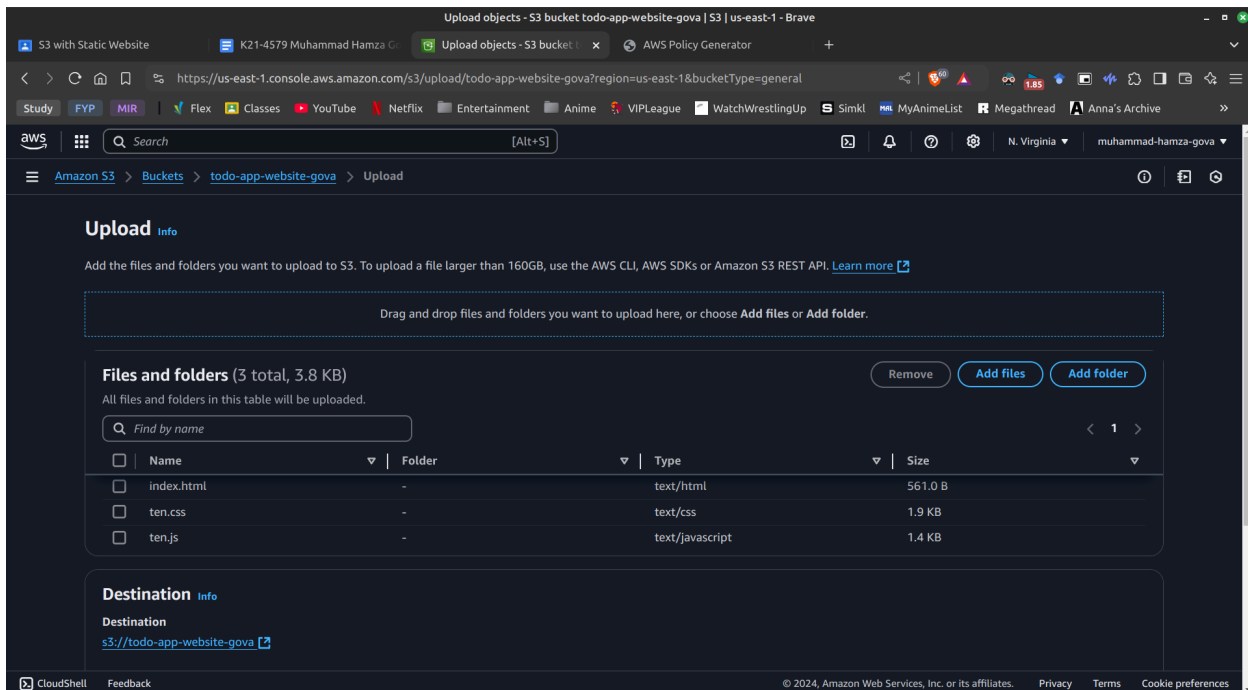 Upload objects - S3 bucket todo-app-website-gova | S3 | us-east-1 - Brave
S3 with Static Website
K21-4579 Muhammad Hamza Go
Upload objects - S3 bucket t
AWS Policy Generator
https://us-east-1.console.aws.amazon.com/s3/upload/todo-app-website-gova?region=us-east-1&bucketType=general
60
1.85
Study FYP MIR Flex Classes YouTube Netflix Entertainment Anime VIPLeague WatchWrestlingUp Simkl MyAnimeList Megathread Anna's Archive »
aws Search [Alt+S] N. Virginia ▼ muhammad-hamza-gova ▼
Amazon S3 > Buckets > todo-app-website-gova > Upload
Upload Info
Add the files and folders you want to upload to S3. To upload a file larger than 160GB, use the AWS CLI, AWS SDKs or Amazon S3 REST API. Learn more
Drag and drop files and folders you want to upload here, or choose Add files or Add folder.
Files and folders (3 total, 3.8 KB) Remove Add files Add folder
All files and folders in this table will be uploaded.
Find by name < 1 >
Name Folder Type Size
index.html - text/html 561.0 B
ten.css - text/css 1.9 KB
ten.js - text/javascript 1.4 KB
Destination Info
Destination
s3://todo-app-website-gova
CloudShell Feedback © 2024, Amazon Web Services, Inc. or its affiliates. Privacy Terms Cookie preferences